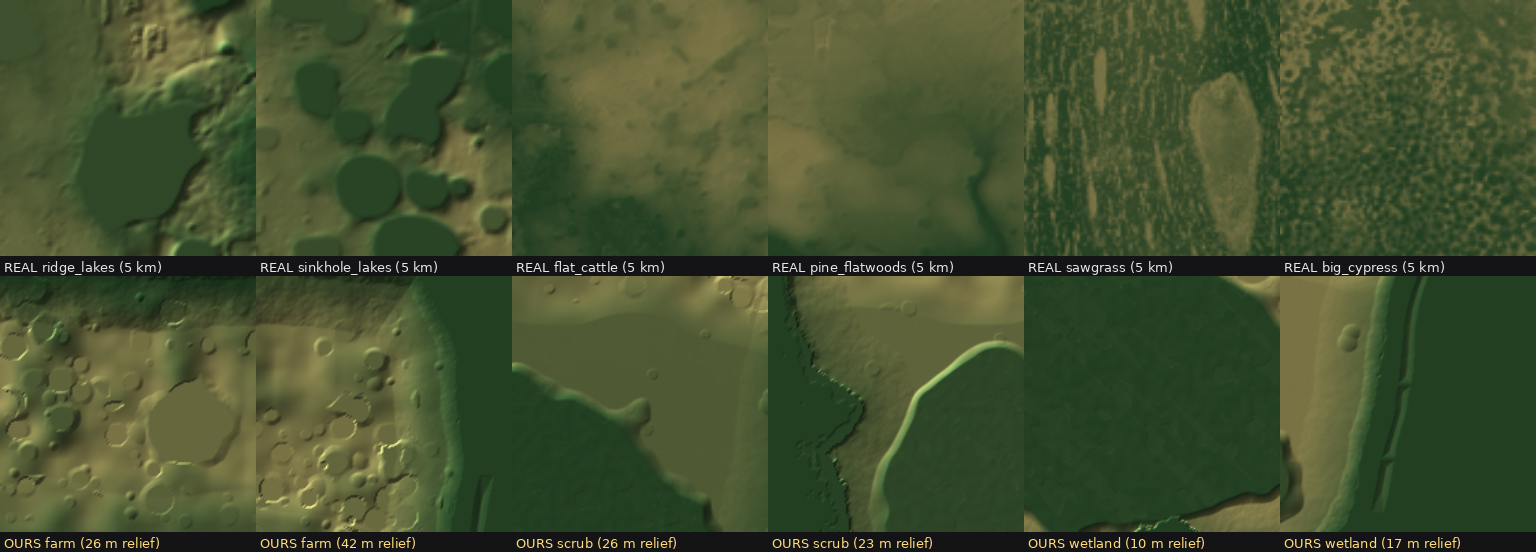 REAL ridge_lakes (5 km)
REAL sinkhole_lakes (5 km)
REAL flat_cattle (5 km)
REAL pine_flatwoods (5 km)
REAL sawgrass (5 km)
REAL big_cypress (5 km)
OURS farm (26 m relief)
OURS farm (42 m relief)
OURS scrub (26 m relief)
OURS scrub (23 m relief)
OURS wetland (10 m relief)
OURS wetland (17 m relief)